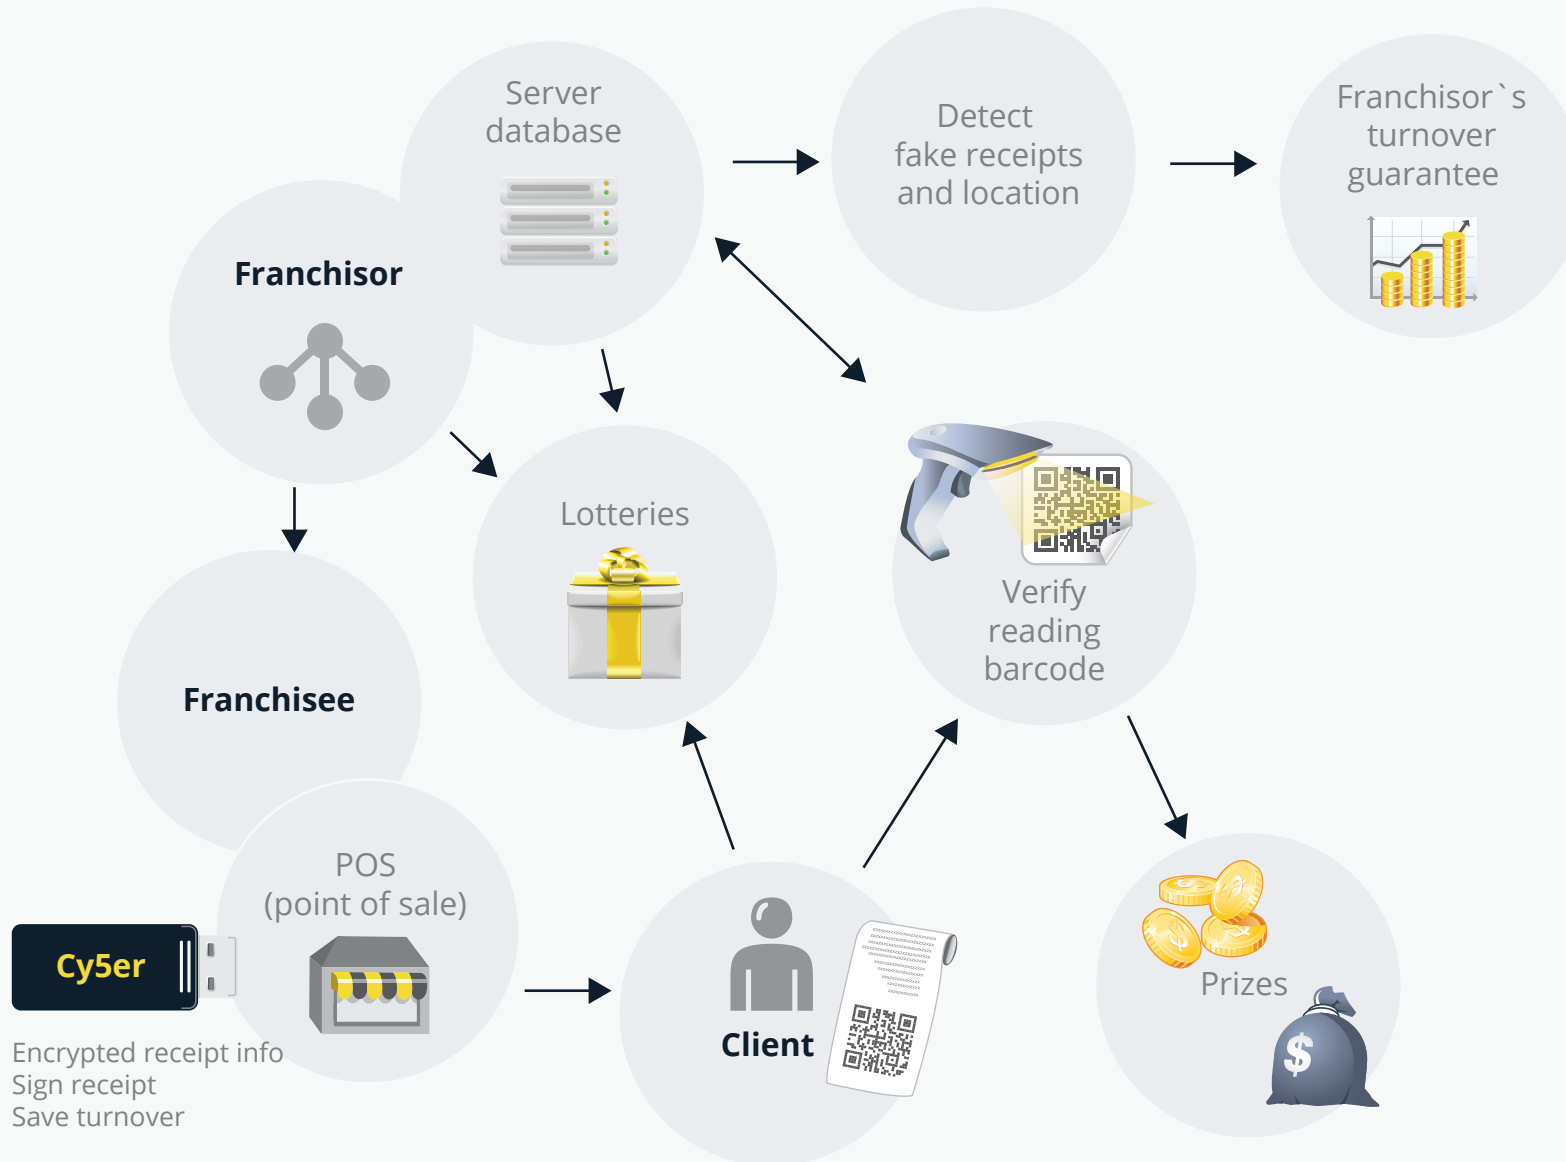 Server
database
Detect
fake receipts
and location
Franchisor`s
turnover
guarantee
Franchisor
Lotteries
Verify
reading
barcode
Franchisee
POS
(point of sale)
Cy5er
Encrypted receipt info
Sign receipt
Save turnover
Client
Prizes
$